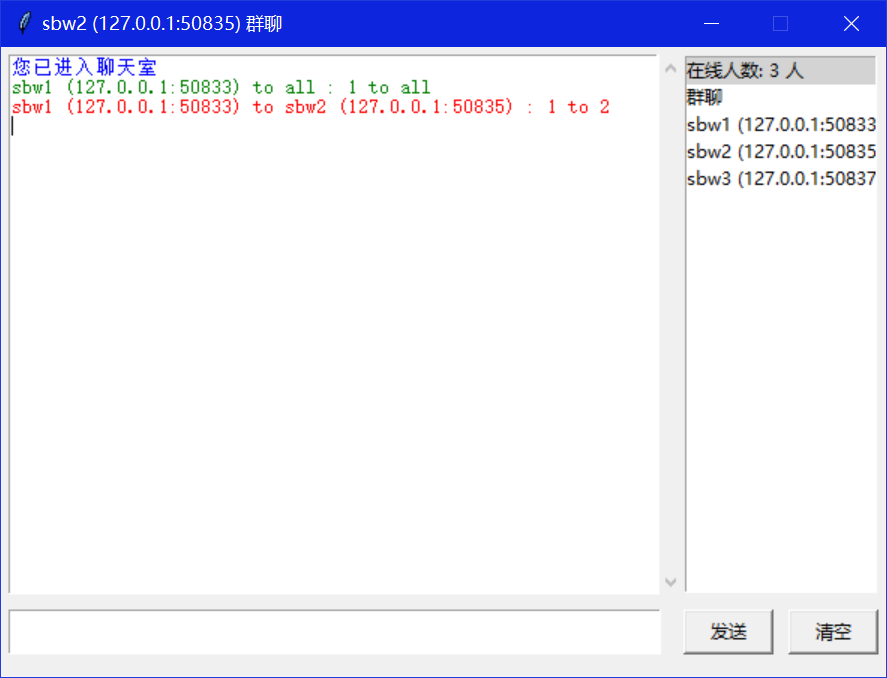 sbw2 (127.0.0.1:50835) 群聊
您已进入聊天室
sbw1 (127.0.0.1:50833) to all : 1 to all
sbw1 (127.0.0.1:50833) to sbw2 (127.0.0.1:50835) : 1 to 2
在线人数: 3 人
群聊
sbw1 (127.0.0.1:50833
sbw2 (127.0.0.1:50835
sbw3 (127.0.0.1:50837
发送
清空